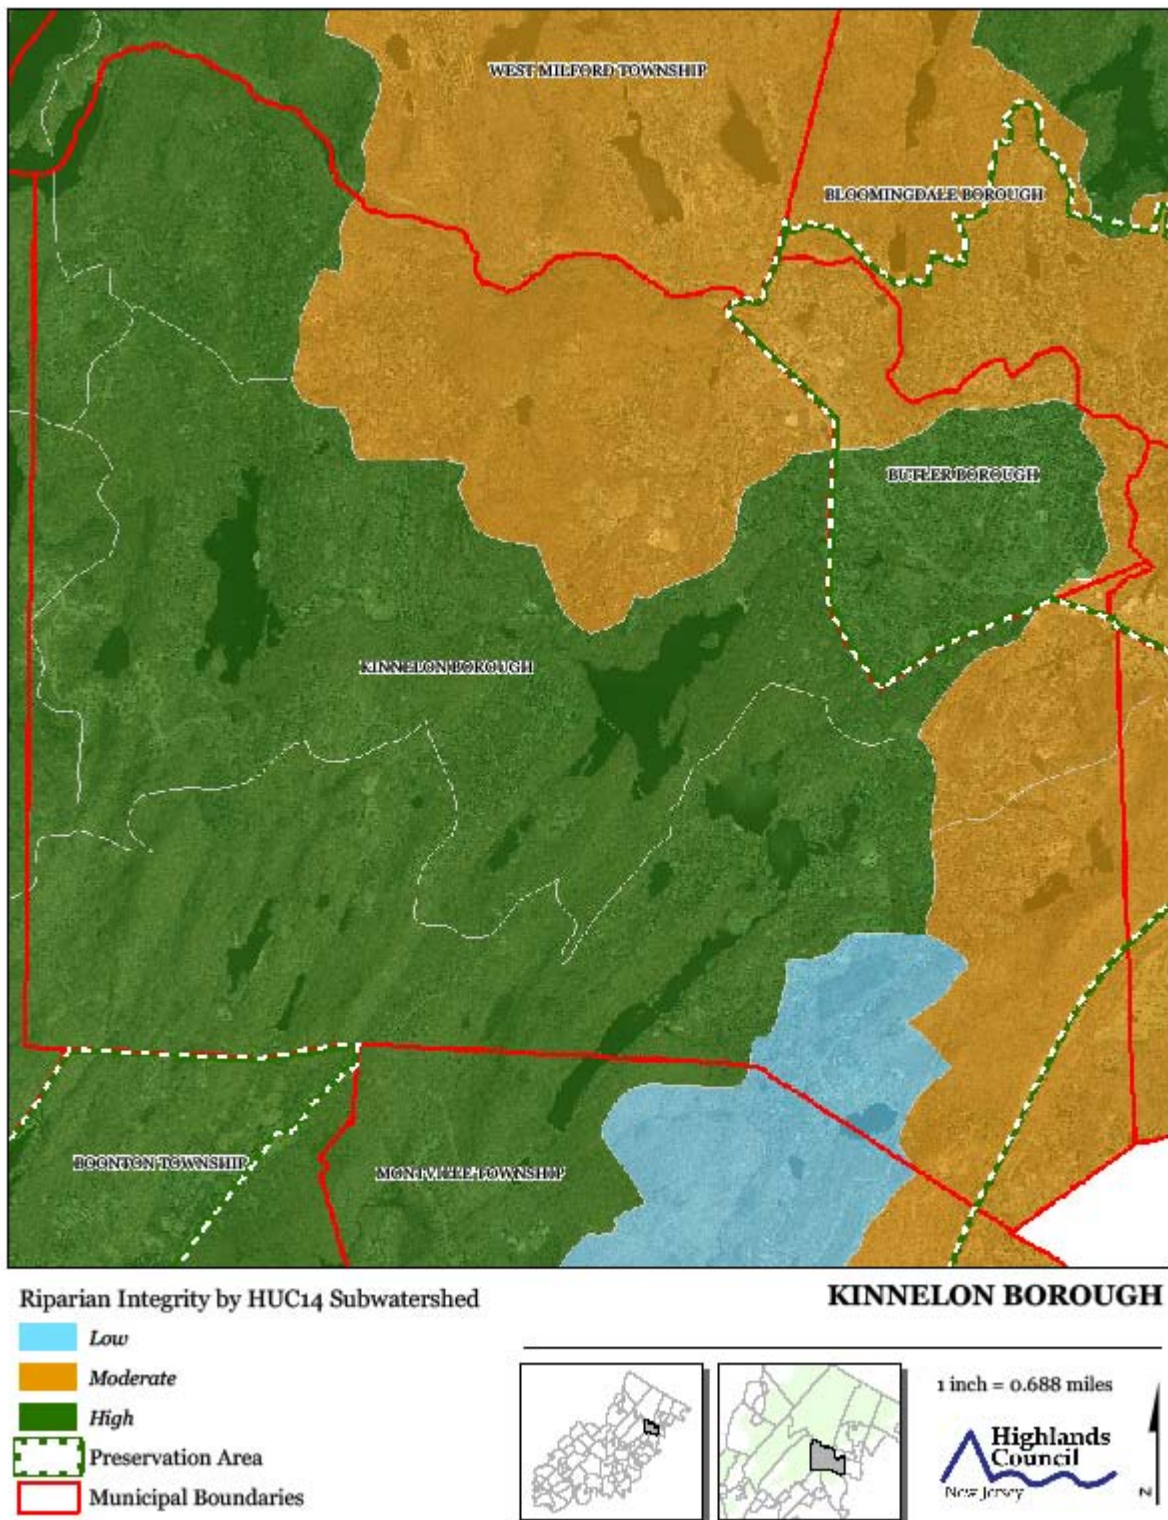 WEST MILFORD TOWNSHIP
BLOOMINGDALE BOROUGH
BUTLER BOROUGH
KINNELON BOROUGH
BOONTON TOWNSHIP
MONTVILLE TOWNSHIP
Riparian Integrity by HUC14 Subwatershed
Low
Moderate
High
Preservation Area
Municipal Boundaries
KINNELON BOROUGH
1 inch = 0.688 miles
Highlands
Council
New Jersey
N